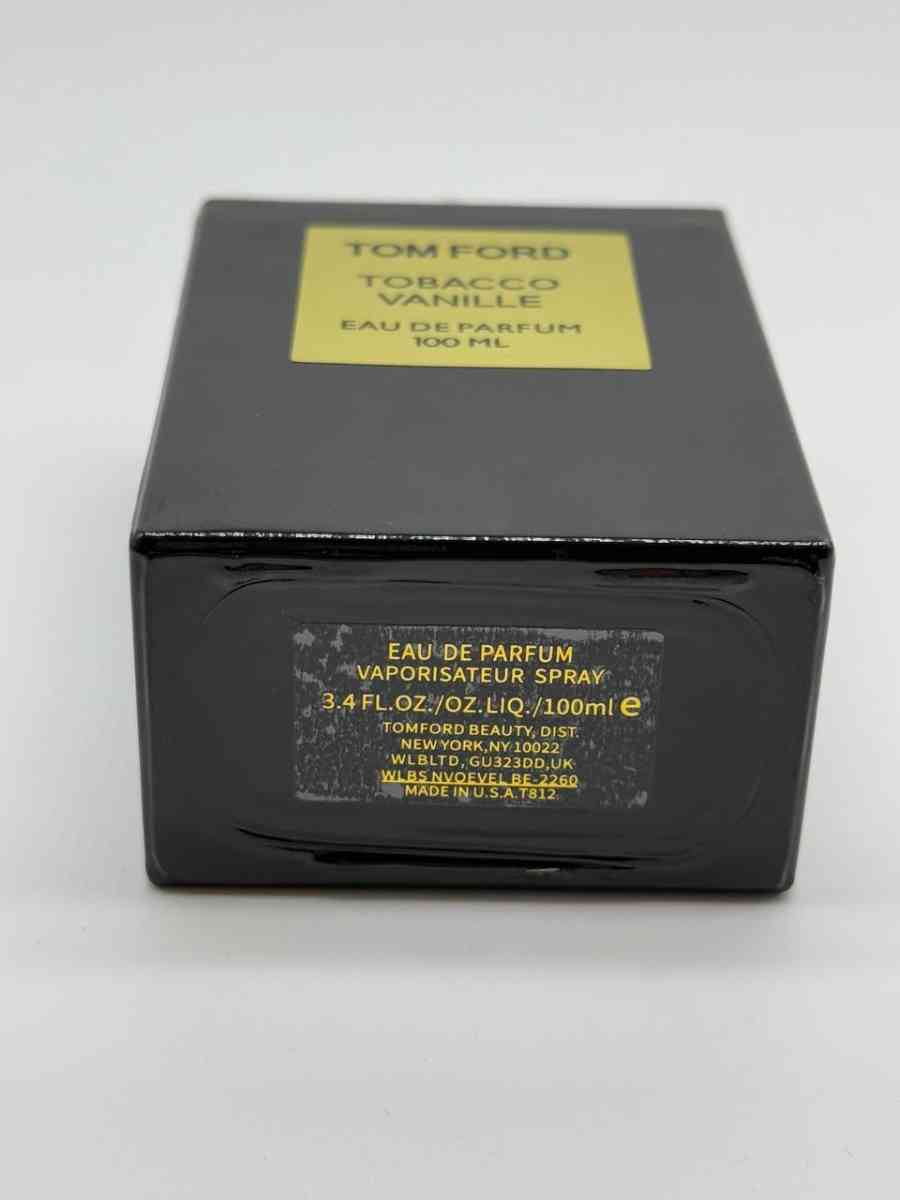 TOM FORD
TOBACCO
VANILLE
EAU DE PARFUM
100 ML
EAU DE PARFUM
VAPORISATEUR SPRAY
3.4 FL.OZ./OZ.LIQ./100ml e
TOMFORD BEAUTY, DIST.
NEW YORK,NY 10022
WLBLTD, GU323DD,UK
WLBS NVOEVEL BE-2260
MADE IN U.S.A.T812